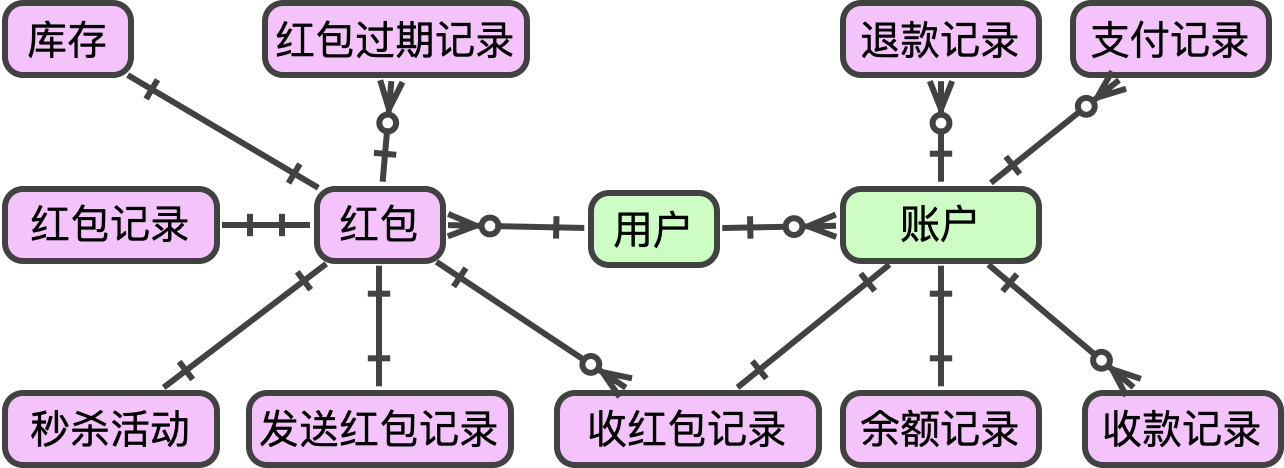 库存
红包过期记录
退款记录
支付记录
红包记录
红包
用户
账户
秒杀活动
发送红包记录
收红包记录
余额记录
收款记录